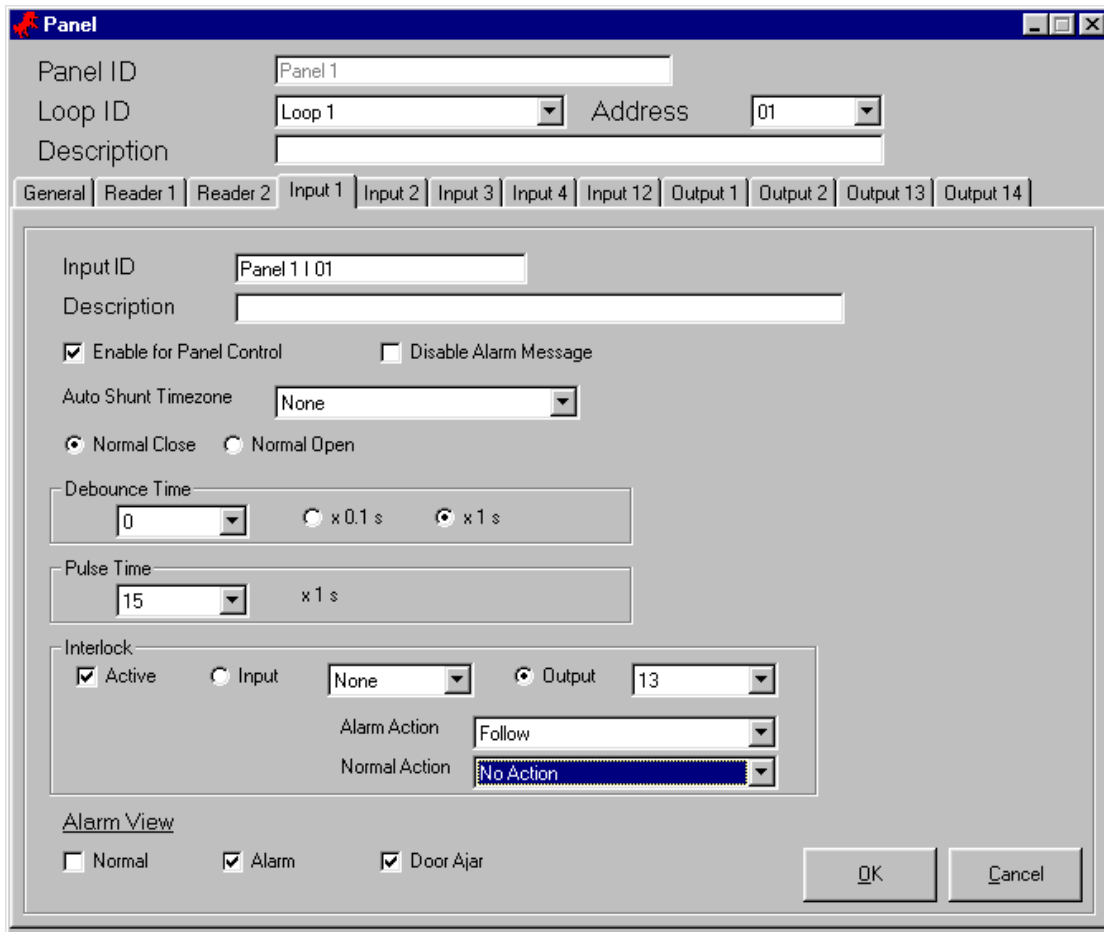 Panel
Panel ID Panel 1
Loop ID Loop 1 Address 01
Description
General Reader 1 Reader 2 Input 1 Input 2 Input 3 Input 4 Input 12 Output 1 Output 2 Output 13 Output 14
Input ID Panel 1 I 01
Description
Enable for Panel Control Disable Alarm Message
Auto Shunt Timezone None
Normal Close Normal Open
Debounce Time
0 x 0.1 s x 1 s
Pulse Time
15 x 1 s
Interlock
Active Input None Output 13
Alarm Action Follow
Normal Action No Action
Alarm View
Normal Alarm Door Ajar
OK Cancel